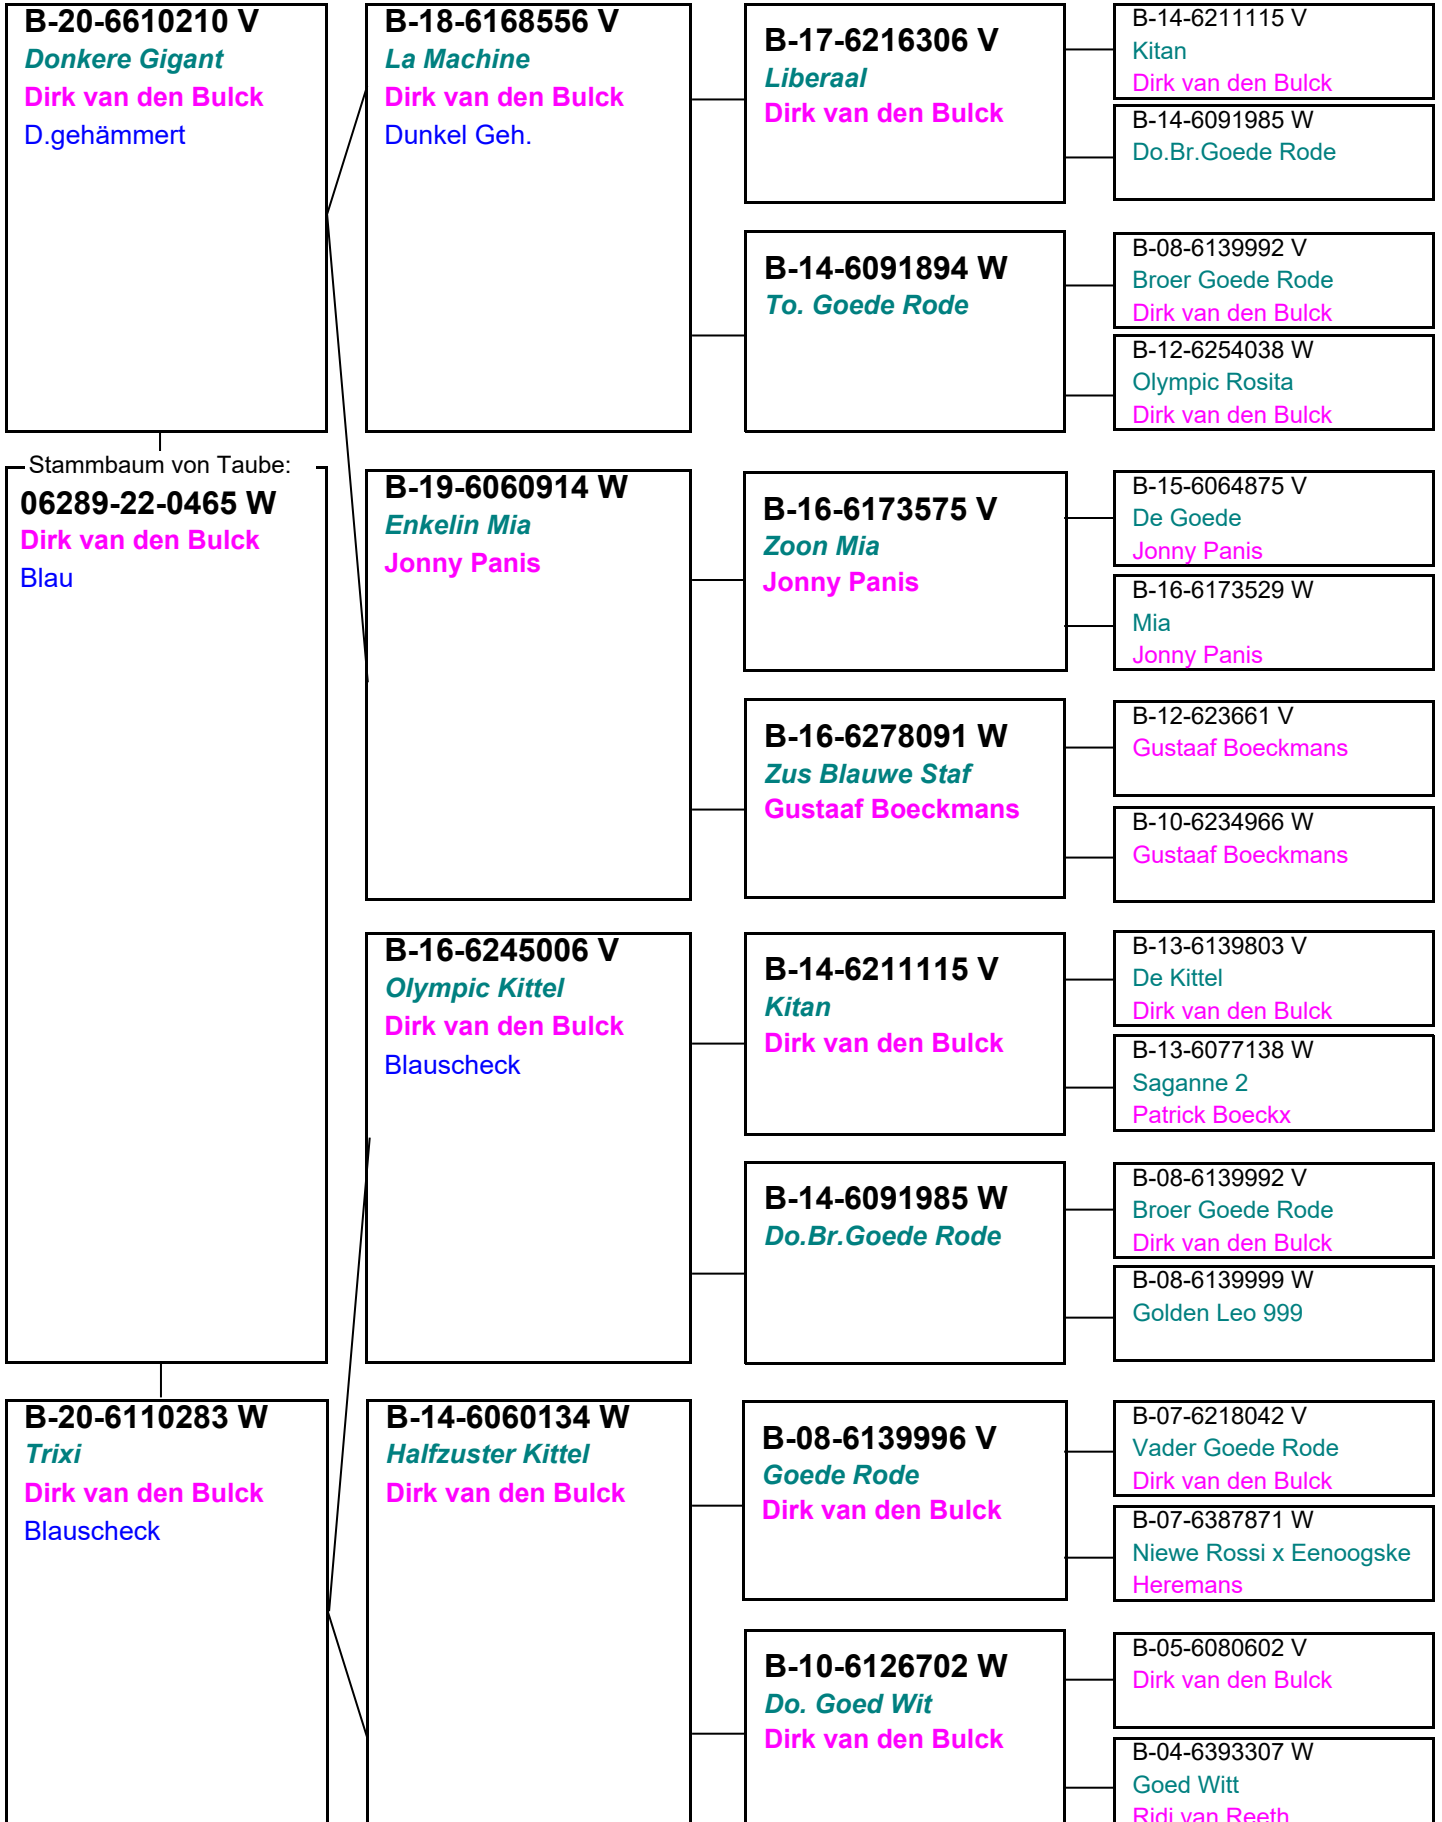 B-20-6610210 V
Donkere Gigant
Dirk van den Bulck
D.gehämmert
Stammbaum von Taube:
06289-22-0465 W
Dirk van den Bulck
Blau
B-20-6110283 W
Trixi
Dirk van den Bulck
Blauscheck
B-18-6168556 V
La Machine
Dirk van den Bulck
Dunkel Geh.
B-19-6060914 W
Enkelin Mia
Jonny Panis
B-16-6245006 V
Olympic Kittel
Dirk van den Bulck
Blauscheck
B-14-6060134 W
Halfzuster Kittel
Dirk van den Bulck
B-17-6216306 V
Liberaal
Dirk van den Bulck
B-14-6091894 W
To. Goede Rode
B-16-6173575 V
Zoon Mia
Jonny Panis
B-16-6278091 W
Zus Blauwe Staf
Gustaaf Boeckmans
B-14-6211115 V
Kitan
Dirk van den Bulck
B-14-6091985 W
Do.Br.Goede Rode
B-08-6139996 V
Goede Rode
Dirk van den Bulck
B-10-6126702 W
Do. Goed Wit
Dirk van den Bulck
B-14-6211115 V
Kitan
Dirk van den Bulck
B-14-6091985 W
Do.Br.Goede Rode
B-08-6139992 V
Broer Goede Rode
Dirk van den Bulck
B-12-6254038 W
Olympic Rosita
Dirk van den Bulck
B-15-6064875 V
De Goede
Jonny Panis
B-16-6173529 W
Mia
Jonny Panis
B-12-623661 V
Gustaaf Boeckmans
B-10-6234966 W
Gustaaf Boeckmans
B-13-6139803 V
De Kittel
Dirk van den Bulck
B-13-6077138 W
Saganne 2
Patrick Boeckx
B-08-6139992 V
Broer Goede Rode
Dirk van den Bulck
B-08-6139999 W
Golden Leo 999
B-07-6218042 V
Vader Goede Rode
Dirk van den Bulck
B-07-6387871 W
Niewe Rossi x Eenoogske
Heremans
B-05-6080602 V
Dirk van den Bulck
B-04-6393307 W
Goed Witt
Ridi van Reeth